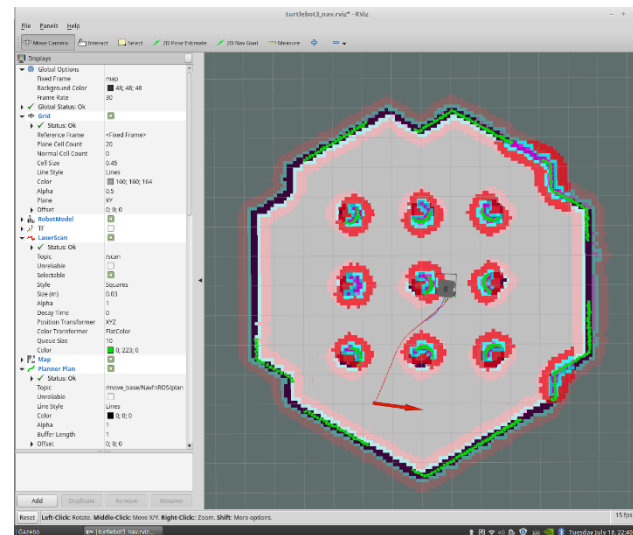 turtlebot3_nav.rviz* - RViz
File Panels Help
Move Camera Interact Select 2D Pose Estimate 2D Nav Goal Measure
Displays
Global Options
Fixed Frame map
Background Color 48; 48; 48
Frame Rate 30
Global Status: Ok
Grid
Status: Ok
Reference Frame <Fixed Frame>
Plane Cell Count 20
Normal Cell Count 0
Cell Size 0.45
Line Style Lines
Color 160; 160; 164
Alpha 0.5
Plane XY
Offset 0; 0; 0
RobotModel
TF
LaserScan
Status: Ok
Topic /scan
Unreliable
Selectable
Style Squares
Size (m) 0.03
Alpha 1
Decay Time 0
Position Transformer XYZ
Color Transformer FlatColor
Queue Size 10
Color 0; 223; 0
Map
Planner Plan
Status: Ok
Topic /move_base/NavfnROS/plan
Unreliable
Line Style Lines
Color 0; 0; 0
Alpha 1
Buffer Length 1
Offset 0; 0; 0
Add Duplicate Remove Rename
Reset Left-Click: Rotate. Middle-Click: Move X/Y. Right-Click: Zoom. Shift: More options. 15 fps
Gazebo [turtlebot3_nav.rviz... Tuesday July 18, 22:40